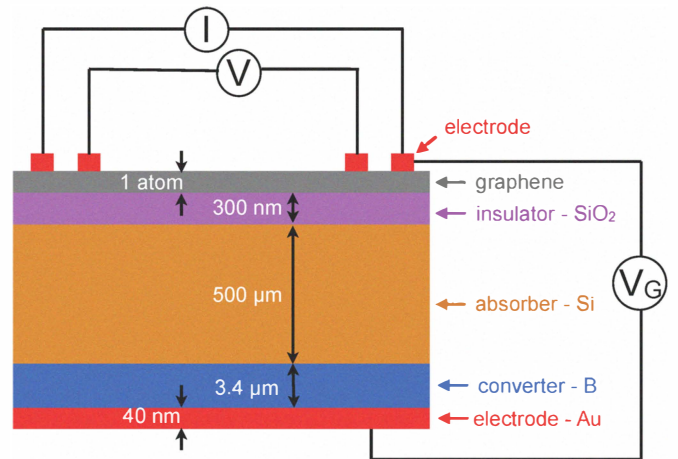 I
V
electrode
1 atom
graphene
300 nm
insulator - SiO₂
V_G
500 µm
absorber - Si
3.4 µm
converter - B
40 nm
electrode - Au